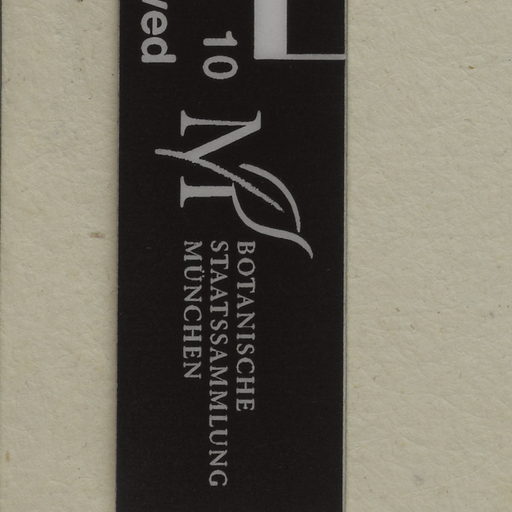 10
ved
M
BOTANISCHE
STAATSSAMMLUNG
MÜNCHEN